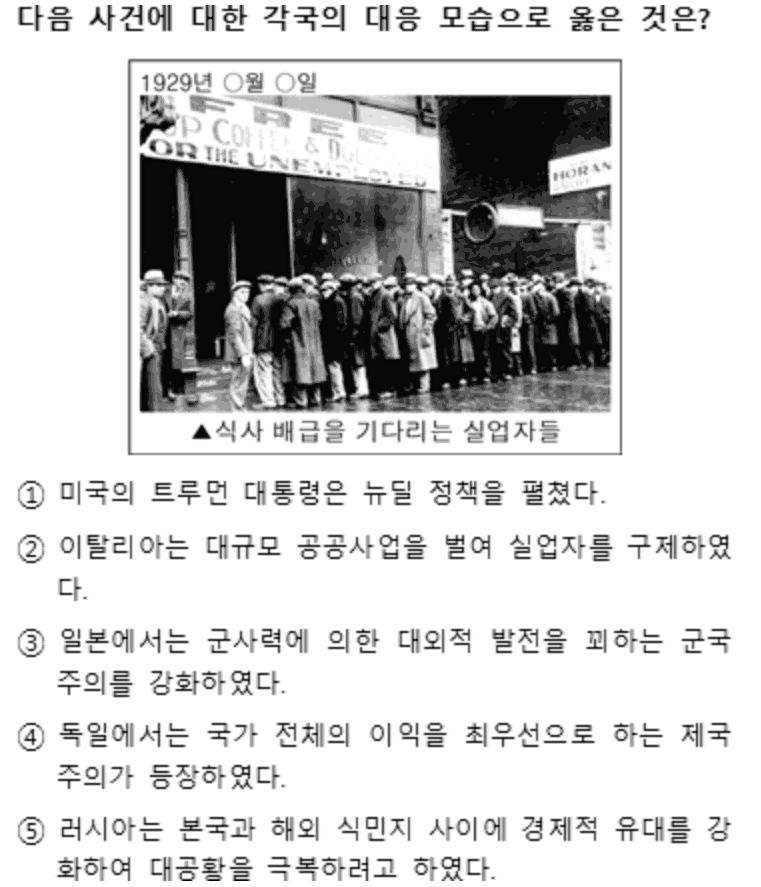 다음 사건에 대한 각국의 대응 모습으로 옳은 것은?
1929년 ○월 ○일
FREE
COFFEE &
FOR THE UNEMPLOYED
HORAN
▲식사 배급을 기다리는 실업자들
① 미국의 트루먼 대통령은 뉴딜 정책을 펼쳤다.
② 이탈리아는 대규모 공공사업을 벌여 실업자를 구제하였
다.
③ 일본에서는 군사력에 의한 대외적 발전을 꾀하는 군국
주의를 강화하였다.
④ 독일에서는 국가 전체의 이익을 최우선으로 하는 제국
주의가 등장하였다.
⑤ 러시아는 본국과 해외 식민지 사이에 경제적 유대를 강
화하여 대공황을 극복하려고 하였다.